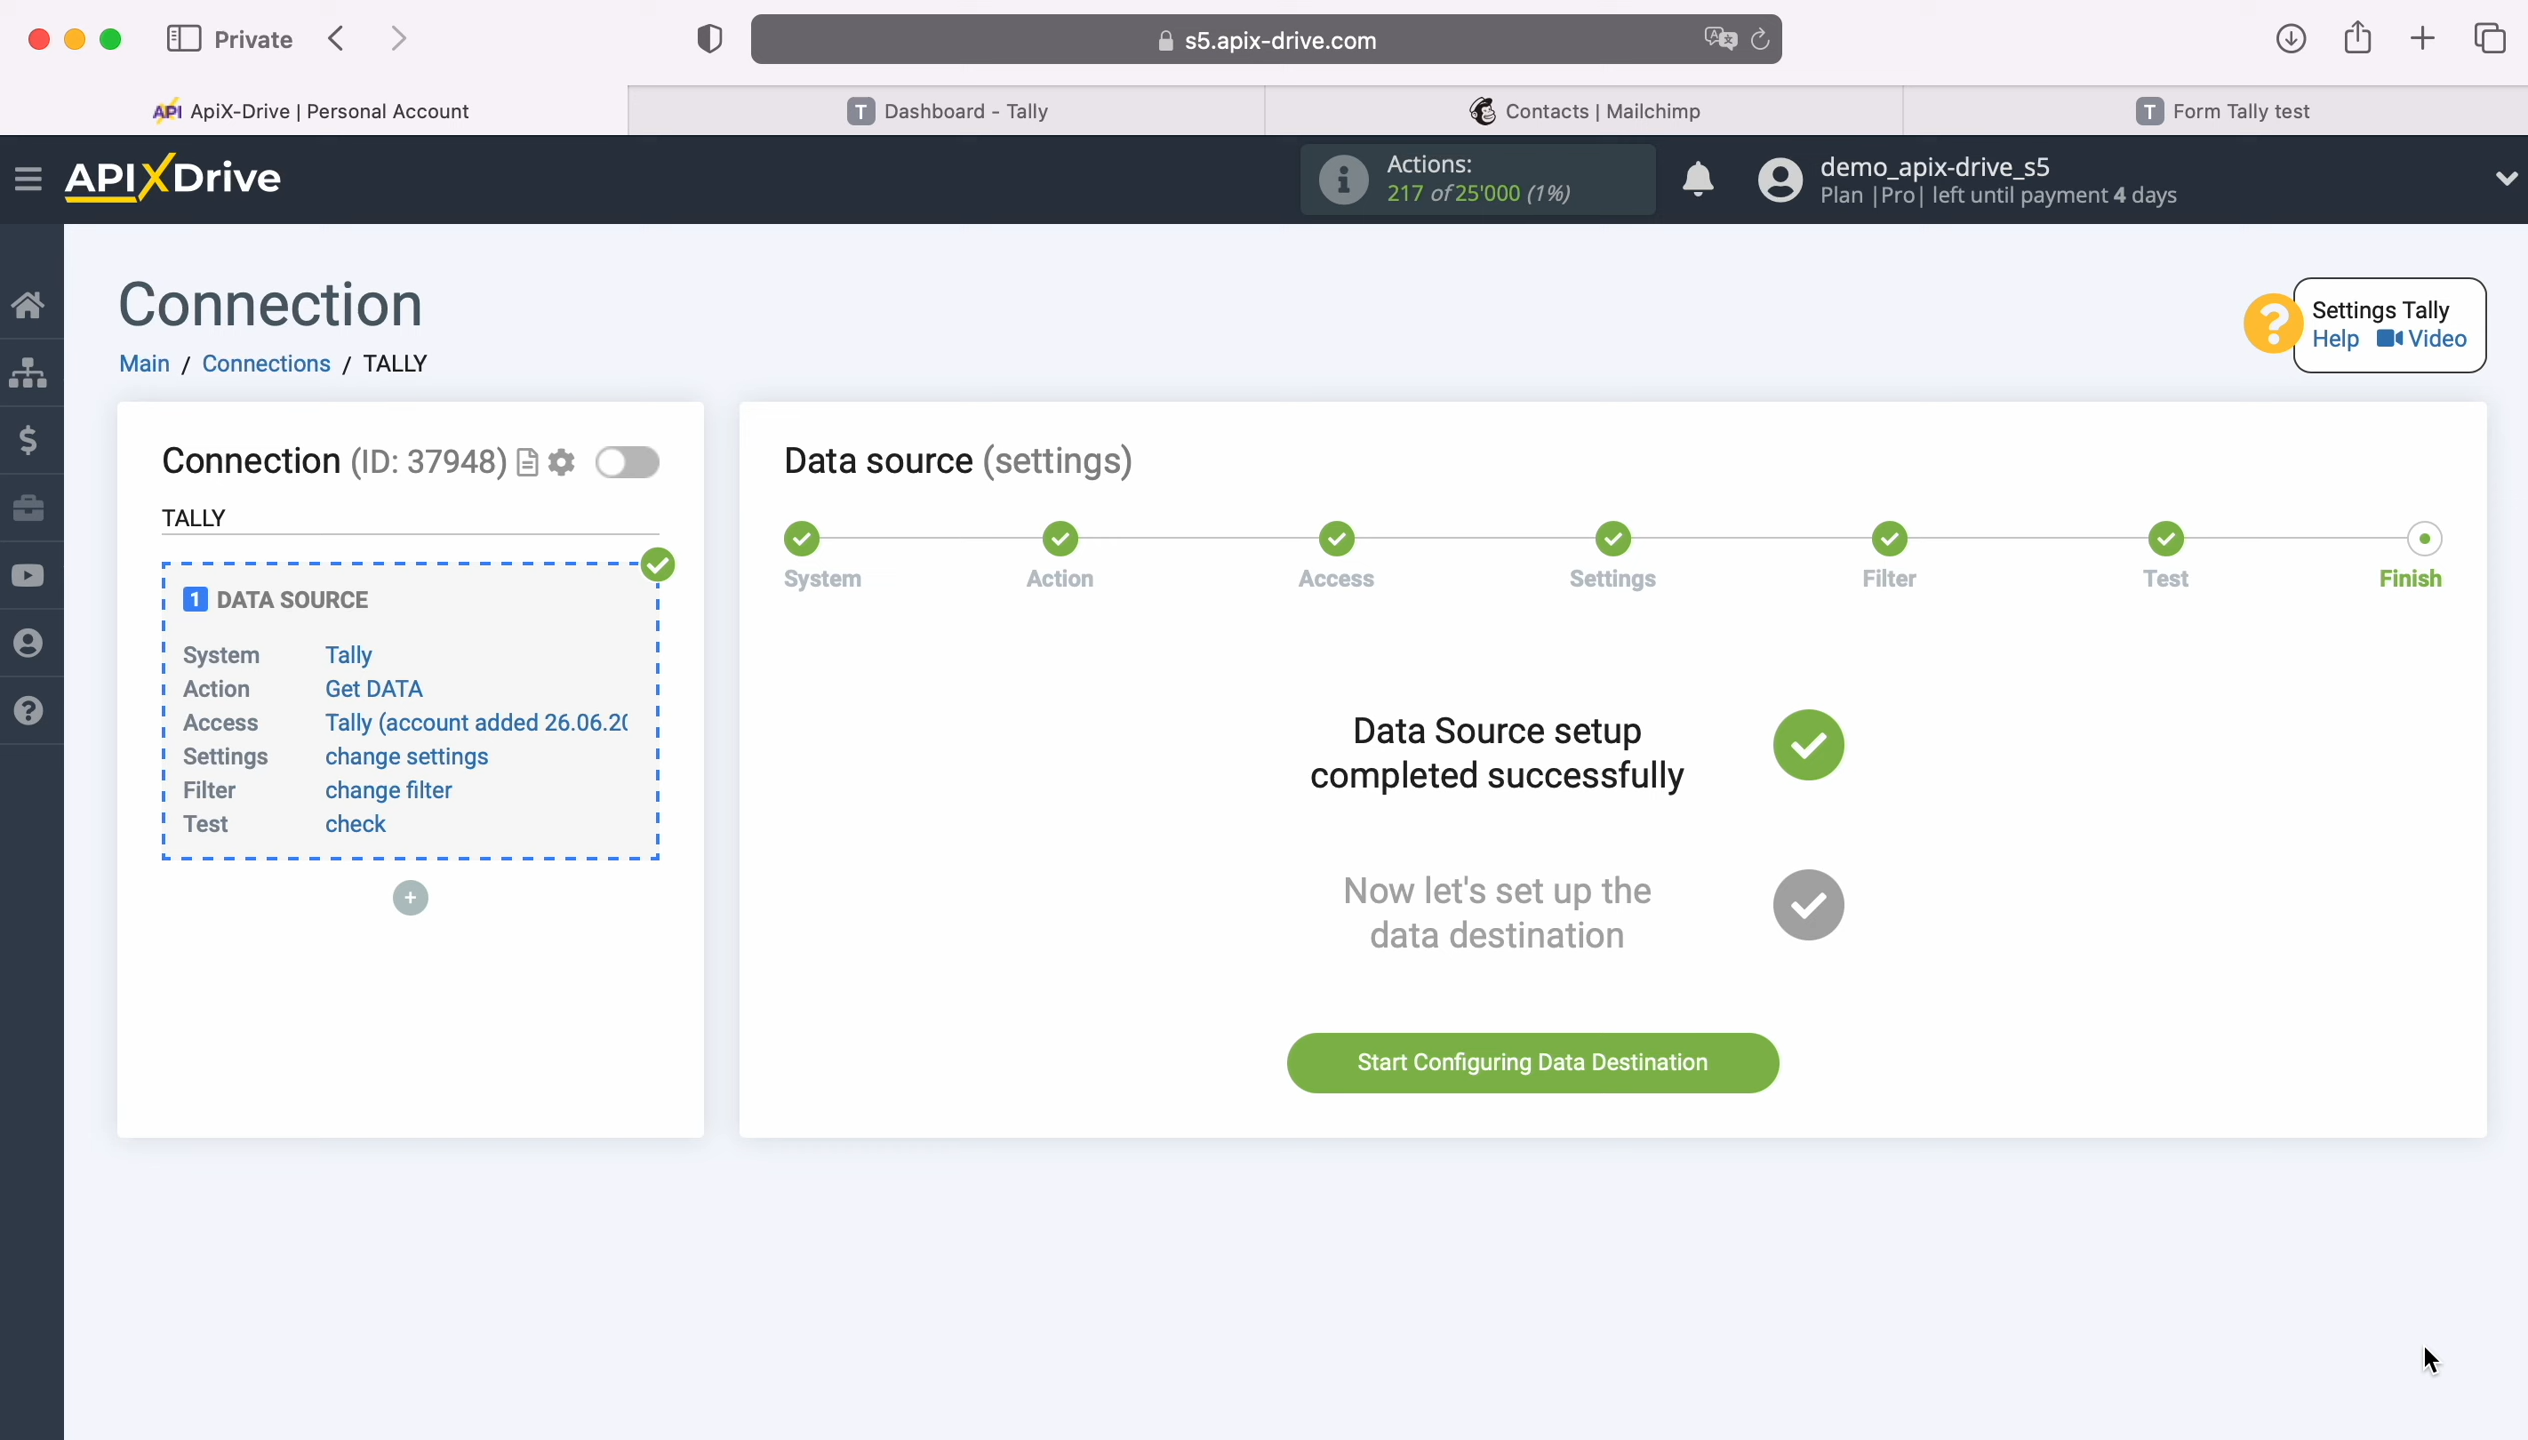 Private
s5.apix-drive.com
API ApiX-Drive | Personal Account
T Dashboard - Tally
Contacts | Mailchimp
T Form Tally test
APIXDrive
Actions:
217 of 25'000 (1%)
demo_apix-drive_s5
Plan |Pro| left until payment 4 days
Connection
Main / Connections / TALLY
Settings Tally
Help Video
Connection (ID: 37948)
TALLY
1 DATA SOURCE
System Tally
Action Get DATA
Access Tally (account added 26.06.20
Settings change settings
Filter change filter
Test check
+
Data source (settings)
System
Action
Access
Settings
Filter
Test
Finish
Data Source setup
completed successfully
Now let's set up the
data destination
Start Configuring Data Destination